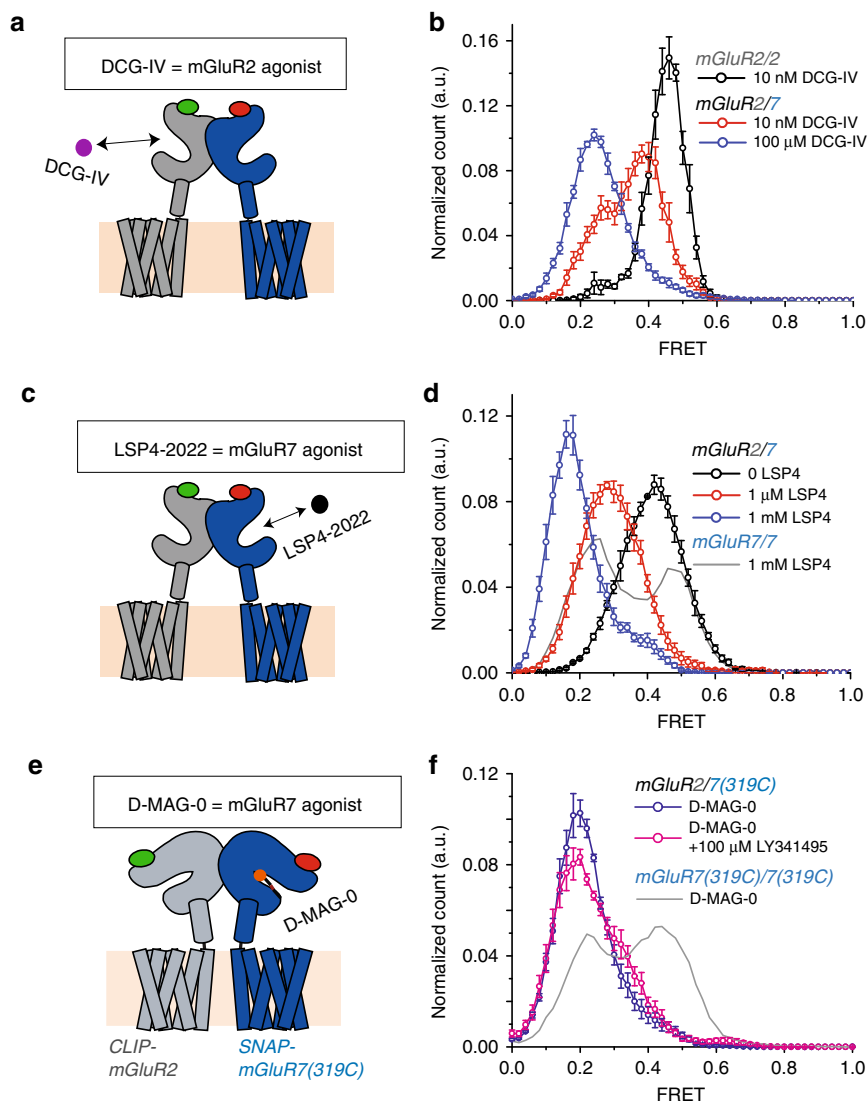 a
DCG-IV = mGluR2 agonist
DCG-IV
b
Normalized count (a.u.)
0.16
0.12
0.08
0.04
0.00
0.0 0.2 0.4 0.6 0.8 1.0
FRET
mGluR2/2
10 nM DCG-IV
mGluR2/7
10 nM DCG-IV
100 μM DCG-IV
c
LSP4-2022 = mGluR7 agonist
LSP4-2022
d
Normalized count (a.u.)
0.12
0.08
0.04
0.00
0.0 0.2 0.4 0.6 0.8 1.0
FRET
mGluR2/7
0 LSP4
1 μM LSP4
1 mM LSP4
mGluR7/7
1 mM LSP4
e
D-MAG-0 = mGluR7 agonist
D-MAG-0
CLIP-
mGluR2
SNAP-
mGluR7(319C)
f
Normalized count (a.u.)
0.12
0.08
0.04
0.00
0.0 0.2 0.4 0.6 0.8 1.0
FRET
mGluR2/7(319C)
D-MAG-0
D-MAG-0
+100 μM LY341495
mGluR7(319C)/7(319C)
D-MAG-0